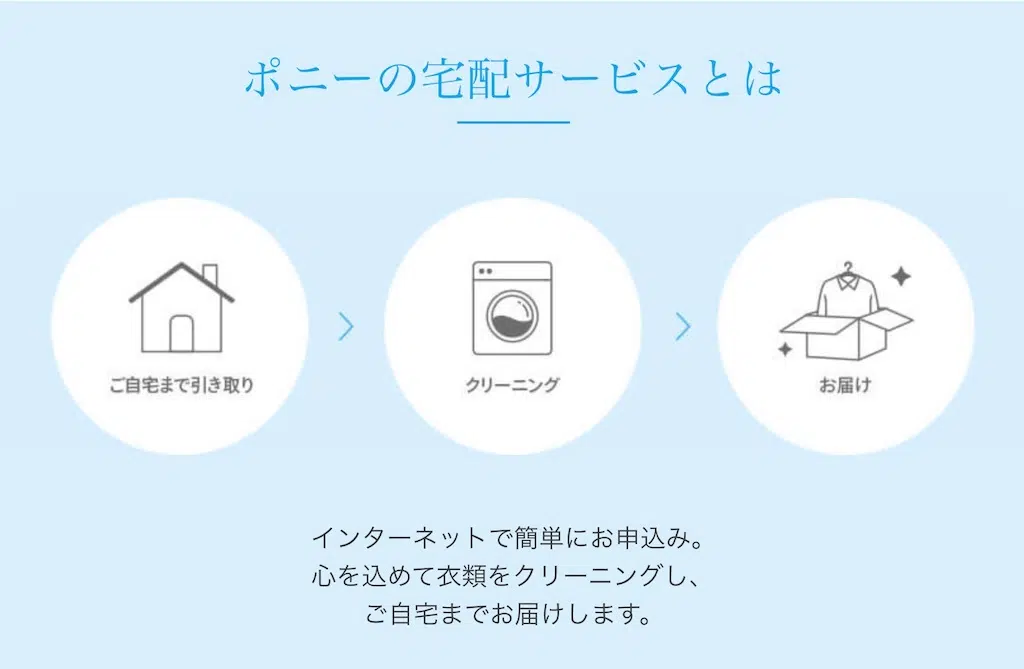 ポニーの宅配サービスとは
ご自宅まで引き取り
クリーニング
お届け
インターネットで簡単にお申込み。
心を込めて衣類をクリーニングし、
ご自宅までお届けします。